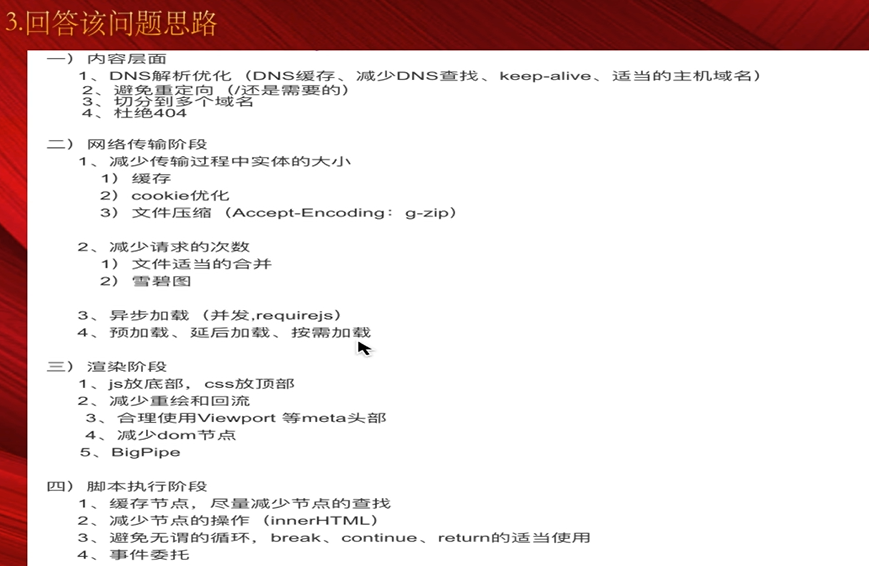 3.回答该问题思路
一） 内容层面
1、DNS解析优化（DNS缓存、减少DNS查找、keep-alive、适当的主机域名）
2、避免重定向（/还是需要的）
3、切分到多个域名
4、杜绝404
二） 网络传输阶段
1、减少传输过程中实体的大小
1) 缓存
2) cookie优化
3) 文件压缩（Accept-Encoding：g-zip）
2、减少请求的次数
1) 文件适当的合并
2) 雪碧图
3、异步加载（并发,requirejs）
4、预加载、延后加载、按需加载
三） 渲染阶段
1、js放底部，css放顶部
2、减少重绘和回流
3、合理使用Viewport 等meta头部
4、减少dom节点
5、BigPipe
四） 脚本执行阶段
1、缓存节点，尽量减少节点的查找
2、减少节点的操作（innerHTML）
3、避免无谓的循环，break、continue、return的适当使用
4、事件委托